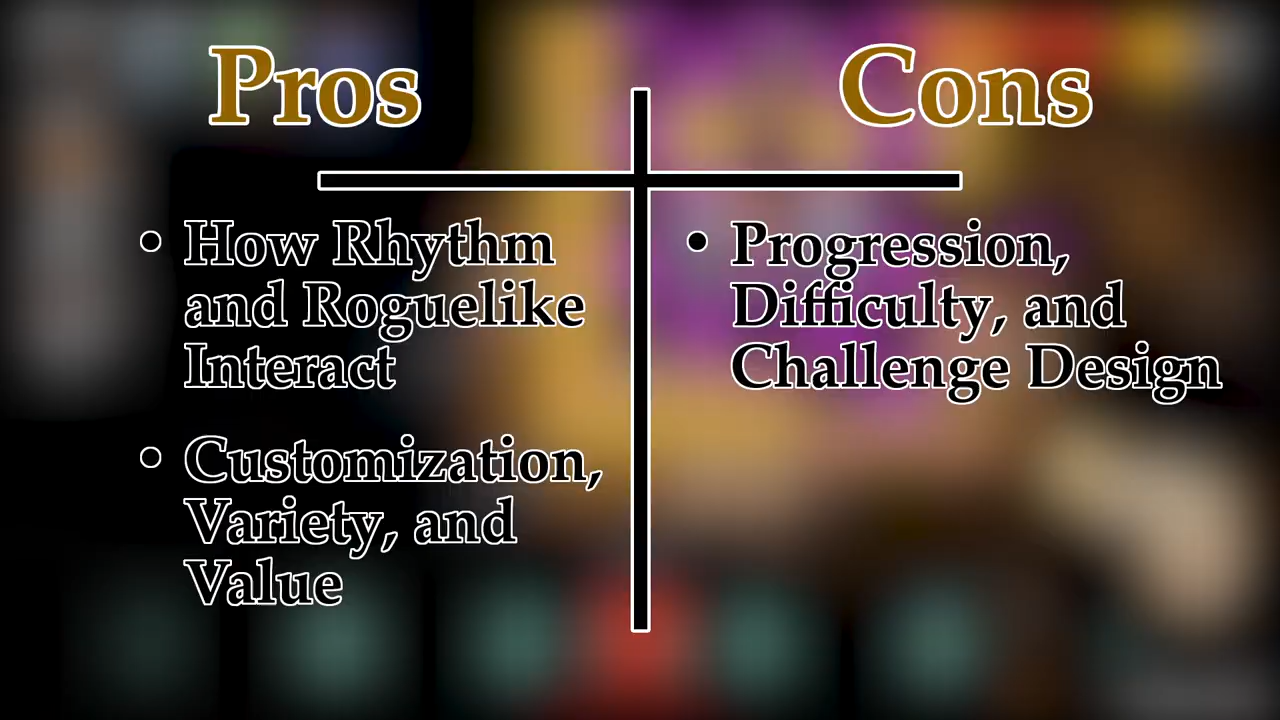 Pros
Cons
• How Rhythm
and Roguelike
Interact
• Customization,
Variety, and
Value
• Progression,
Difficulty, and
Challenge Design